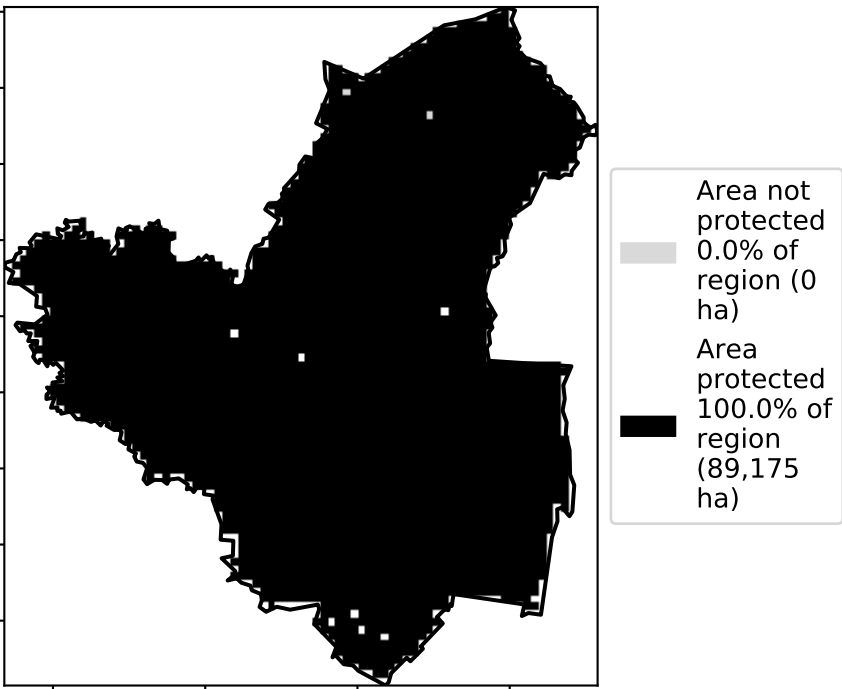 Area not
protected
0.0% of
region (0
ha)
Area
protected
100.0% of
region
(89,175
ha)